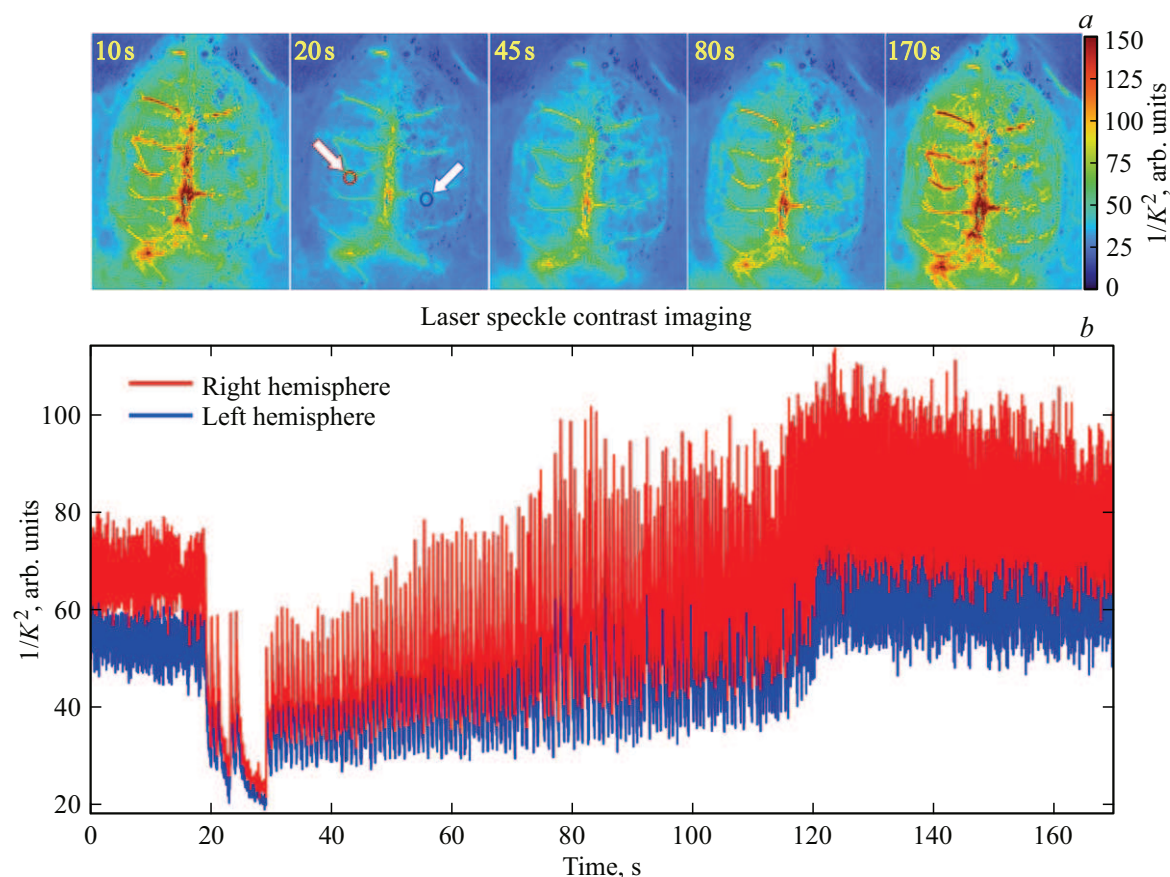 a
10 s 20 s 45 s 80 s 170 s
150
125
100
75
50
25
0
1/K², arb. units
Laser speckle contrast imaging
b
Right hemisphere
Left hemisphere
100
80
60
40
20
1/K², arb. units
0 20 40 60 80 100 120 140 160
Time, s